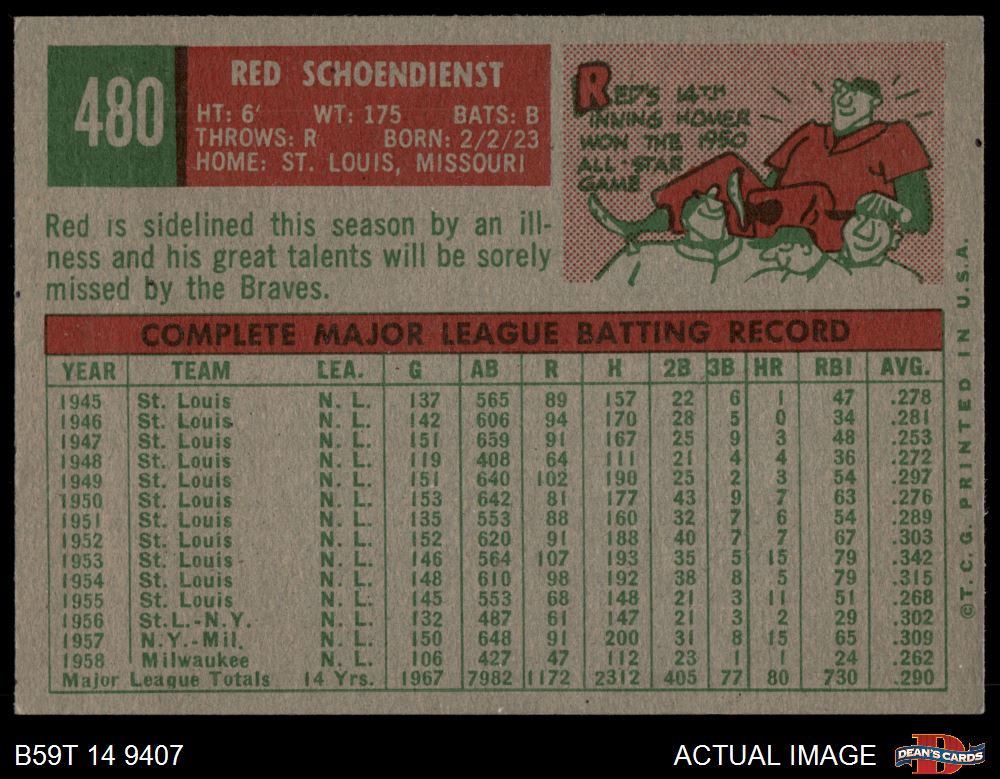 480
RED SCHOENDIENST
HT: 6' WT: 175 BATS: B
THROWS: R BORN: 2/2/23
HOME: ST. LOUIS, MISSOURI
RED'S 14TH
INNING HOMER
WON THE 1950
ALL-STAR
GAME
Red is sidelined this season by an ill-
ness and his great talents will be sorely
missed by the Braves.
COMPLETE MAJOR LEAGUE BATTING RECORD
YEAR TEAM LEA. G AB R H 2B 3B HR RBI AVG.
1945 St. Louis N. L. 137 565 89 157 22 6 1 47 .278
1946 St. Louis N. L. 142 606 94 170 28 5 0 34 .281
1947 St. Louis N. L. 151 659 91 167 25 9 3 48 .253
1948 St. Louis N. L. 119 408 64 111 21 4 4 36 .272
1949 St. Louis N. L. 151 640 102 190 25 2 3 54 .297
1950 St. Louis N. L. 153 642 81 177 43 9 7 63 .276
1951 St. Louis N. L. 135 553 88 160 32 7 6 54 .289
1952 St. Louis N. L. 152 620 91 188 40 7 7 67 .303
1953 St. Louis N. L. 146 564 107 193 35 5 15 79 .342
1954 St. Louis N. L. 148 610 98 192 38 8 5 79 .315
1955 St. Louis N. L. 145 553 68 148 21 3 11 51 .268
1956 St.L.-N.Y. N. L. 132 487 61 147 21 3 2 29 .302
1957 N.Y.-Mil. N. L. 150 648 91 200 31 8 15 65 .309
1958 Milwaukee N. L. 106 427 47 112 23 1 1 24 .262
Major League Totals 14 Yrs. 1967 7982 1172 2312 405 77 80 730 .290
©T.C.G. PRINTED IN U.S.A.
B59T 14 9407
ACTUAL IMAGE
DEAN'S CARDS